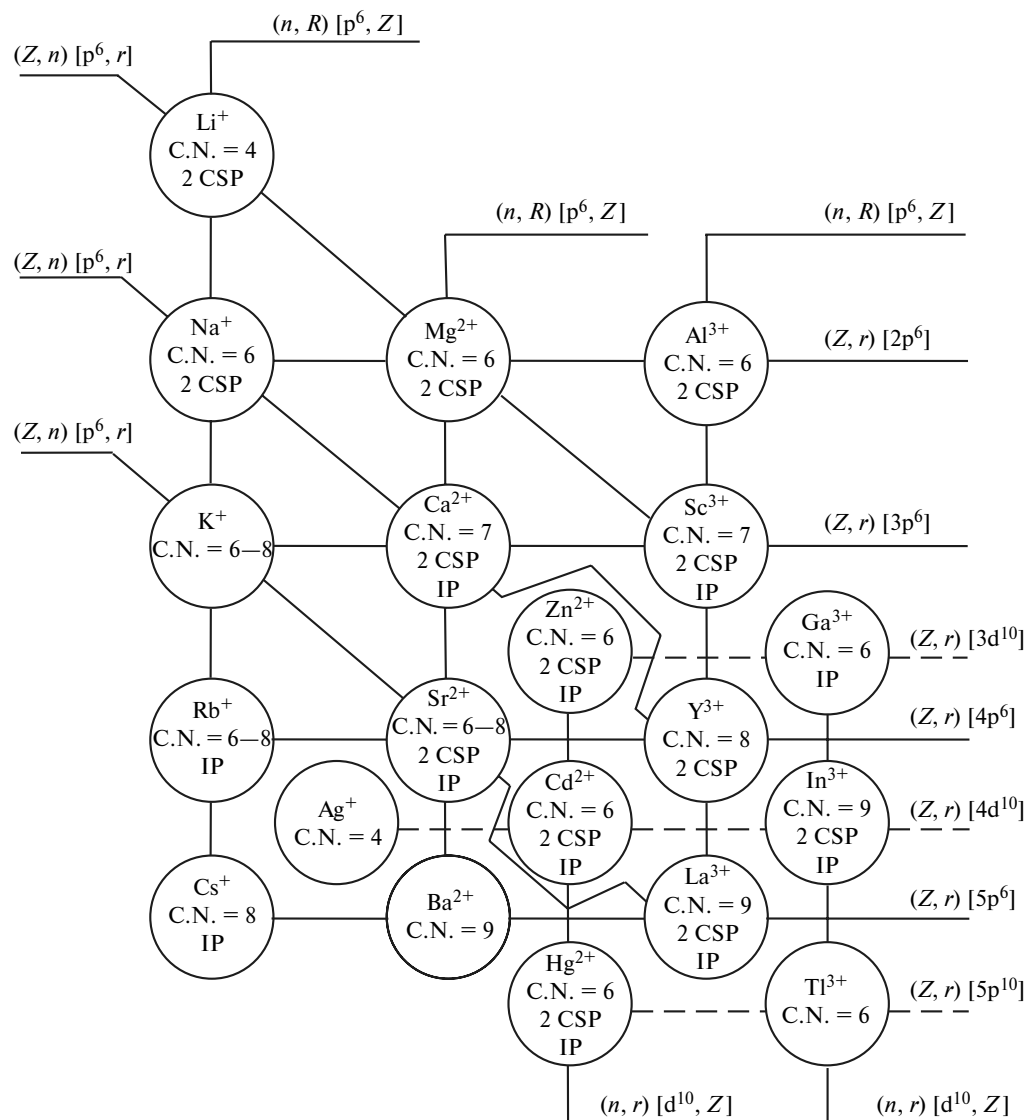 (n, R) [p⁶, Z]
(Z, n) [p⁶, r]
Li⁺
C.N. = 4
2 CSP
(n, R) [p⁶, Z]
(n, R) [p⁶, Z]
(Z, n) [p⁶, r]
Na⁺
C.N. = 6
2 CSP
Mg²⁺
C.N. = 6
2 CSP
Al³⁺
C.N. = 6
2 CSP
(Z, r) [2p⁶]
(Z, n) [p⁶, r]
K⁺
C.N. = 6–8
Ca²⁺
C.N. = 7
2 CSP
IP
Sc³⁺
C.N. = 7
2 CSP
IP
(Z, r) [3p⁶]
Zn²⁺
C.N. = 6
2 CSP
IP
Ga³⁺
C.N. = 6
IP
(Z, r) [3d¹⁰]
Rb⁺
C.N. = 6–8
IP
Sr²⁺
C.N. = 6–8
2 CSP
IP
Y³⁺
C.N. = 8
2 CSP
(Z, r) [4p⁶]
Ag⁺
C.N. = 4
Cd²⁺
C.N. = 6
2 CSP
IP
In³⁺
C.N. = 9
2 CSP
IP
(Z, r) [4d¹⁰]
Cs⁺
C.N. = 8
IP
Ba²⁺
C.N. = 9
La³⁺
C.N. = 9
2 CSP
IP
(Z, r) [5p⁶]
Hg²⁺
C.N. = 6
2 CSP
IP
Tl³⁺
C.N. = 6
(Z, r) [5p¹⁰]
(n, r) [d¹⁰, Z]
(n, r) [d¹⁰, Z]